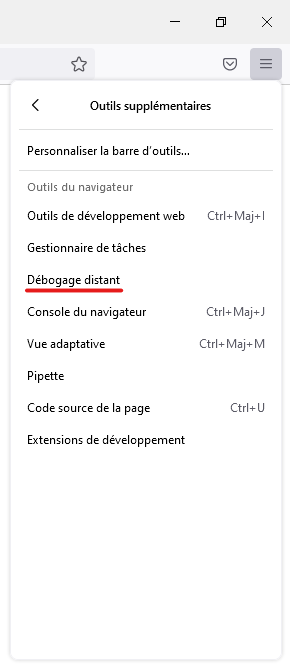 Outils supplémentaires
Personnaliser la barre d’outils...
Outils du navigateur
Outils de développement web Ctrl+Maj+I
Gestionnaire de tâches
Débogage distant
Console du navigateur Ctrl+Maj+J
Vue adaptative Ctrl+Maj+M
Pipette
Code source de la page Ctrl+U
Extensions de développement